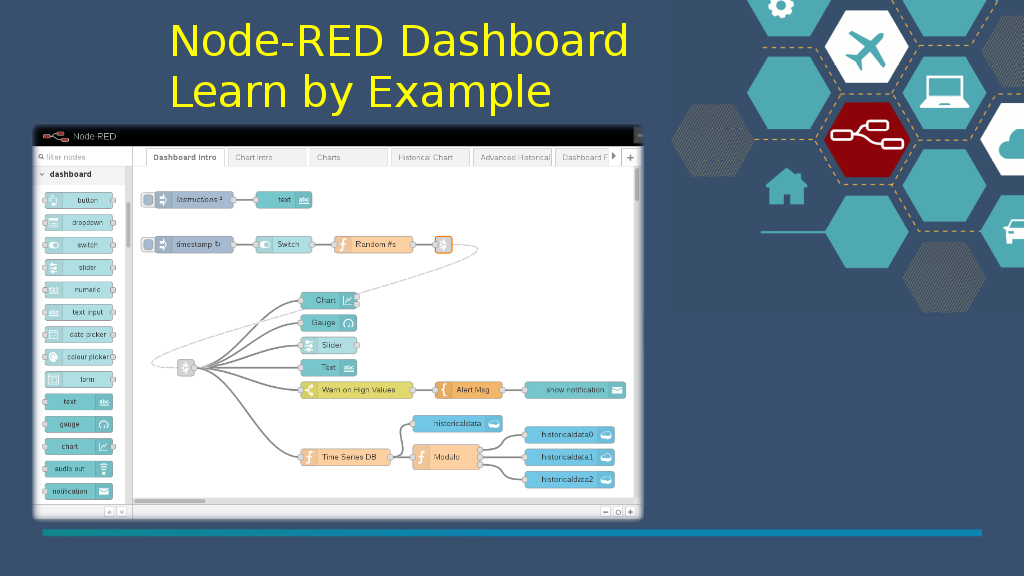 Node-RED Dashboard
Learn by Example
Node-RED
filter nodes
Dashboard Intro
Chart Intro
Charts
Historical Chart
Advanced Historical
Dashboard F
dashboard
button
dropdown
switch
slider
numeric
text input
date picker
colour picker
form
text
gauge
chart
audio out
notification
Instructions
text
abc
timestamp ↻
Switch
Random #s
Chart
Gauge
Slider
Text
abc
Warn on High Values
Alert Msg
show notification
historicaldata
Time Series DB
Modulo
historicaldata0
historicaldata1
historicaldata2